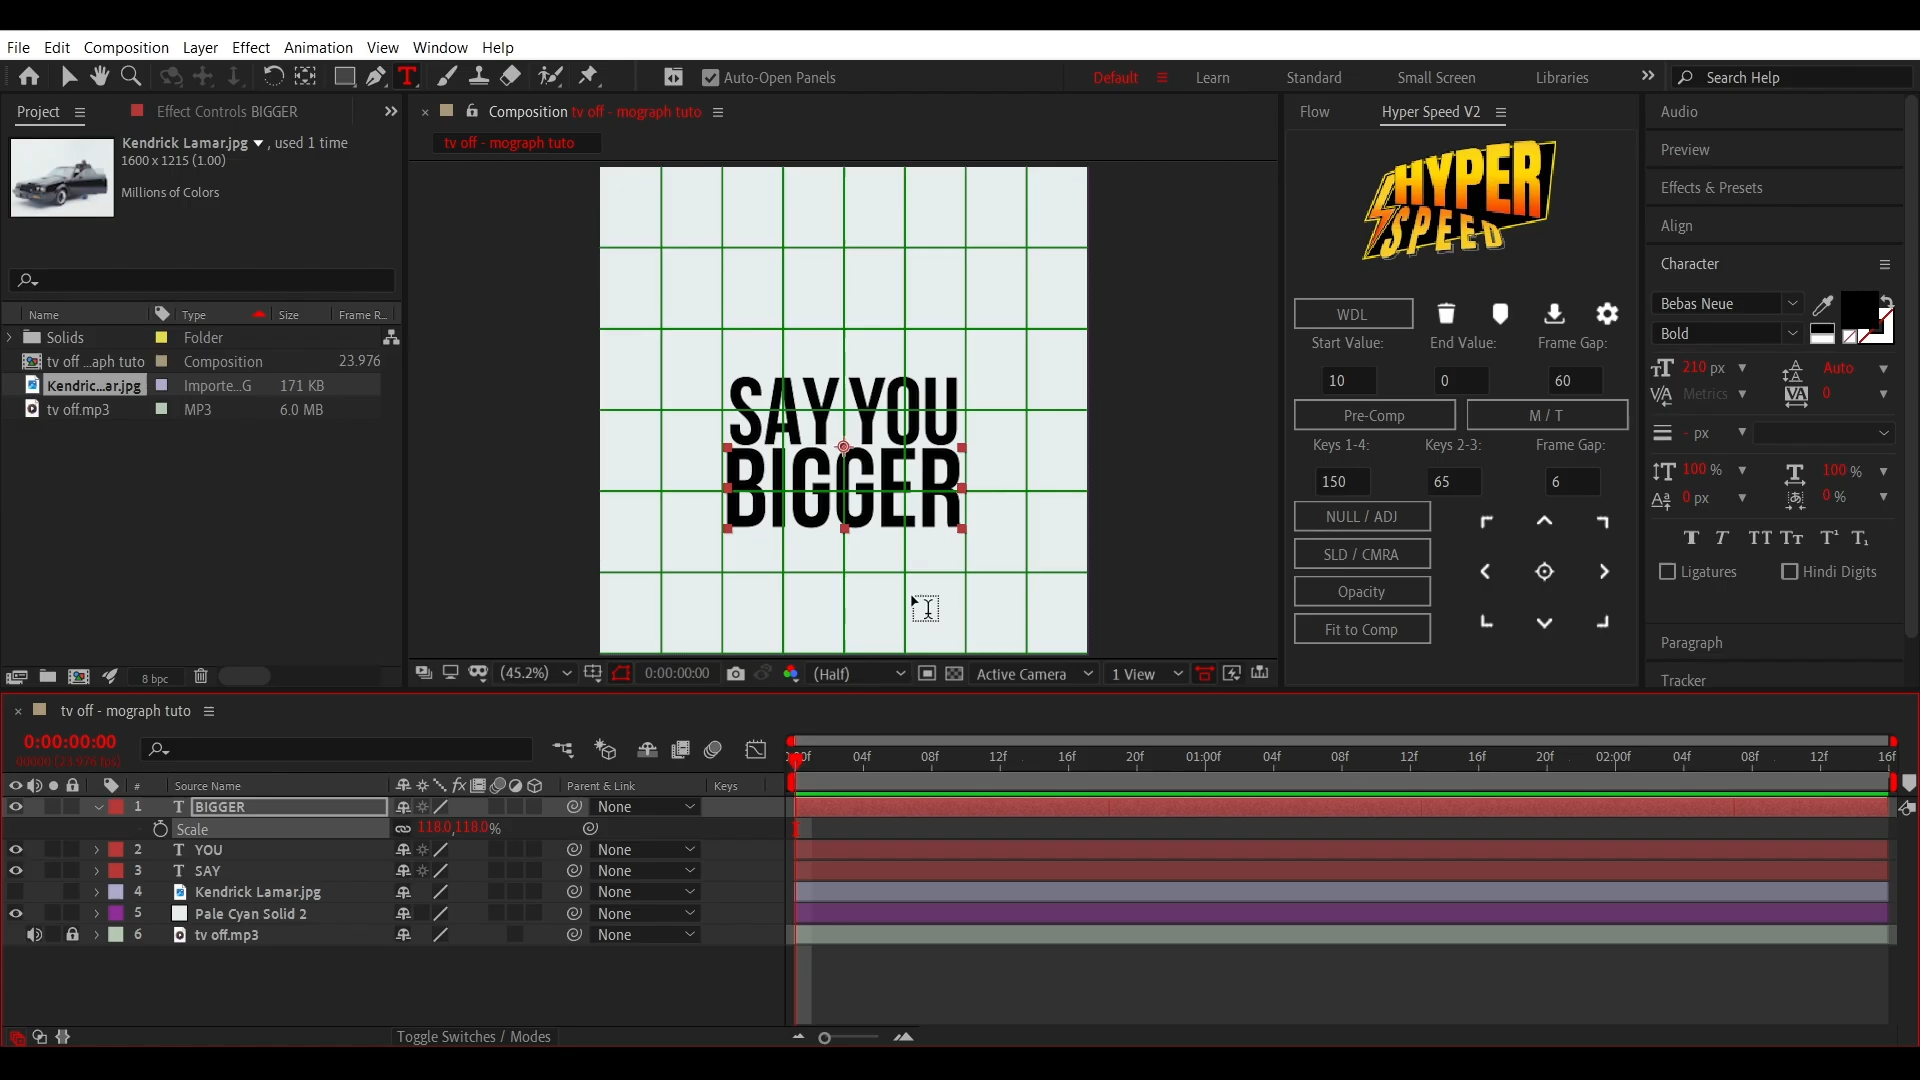 File Edit Composition Layer Effect Animation View Window Help
Auto-Open Panels
Default Learn Standard Small Screen Libraries Search Help
Project Effect Controls BIGGER
Kendrick Lamar.jpg , used 1 time
1600 x 1215 (1.00)
Millions of Colors
Name Type Size Frame R...
Solids Folder
tv off ...aph tuto Composition 23.976
Kendric...ar.jpg Importe...G 171 KB
tv off.mp3 MP3 6.0 MB
8 bpc
Composition tv off - mograph tuto
tv off - mograph tuto
SAY YOU
BIGGER
(45.2%) 0:00:00:00 (Half) Active Camera 1 View
Flow Hyper Speed V2
HYPER
SPEED
WDL
Start Value: End Value: Frame Gap:
10 0 60
Pre-Comp M / T
Keys 1-4: Keys 2-3: Frame Gap:
150 65 6
NULL / ADJ
SLD / CMRA
Opacity
Fit to Comp
Audio
Preview
Effects & Presets
Align
Character
Bebas Neue
Bold
210 px Auto
Metrics 0
- px
100 % 100 %
0 px 0 %
Ligatures Hindi Digits
Paragraph
Tracker
tv off - mograph tuto
0:00:00:00
00000 (23.976 fps)
:00f 04f 08f 12f 16f 20f 01:00f 04f 08f 12f 16f 20f 02:00f 04f 08f 12f 16f
# Source Name Parent & Link Keys
1 T BIGGER None
Scale 118.0,118.0%
2 T YOU None
3 T SAY None
4 Kendrick Lamar.jpg None
5 Pale Cyan Solid 2 None
6 tv off.mp3 None
Toggle Switches / Modes